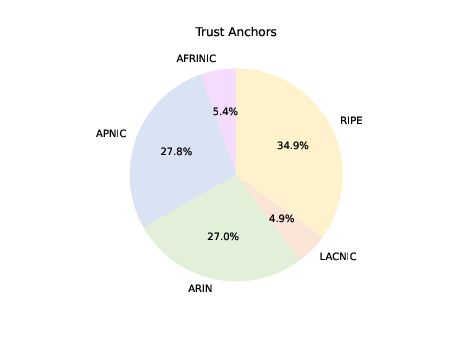 Trust Anchors
AFRINIC
5.4%
RIPE
34.9%
APNIC
27.8%
4.9%
LACNIC
27.0%
ARIN